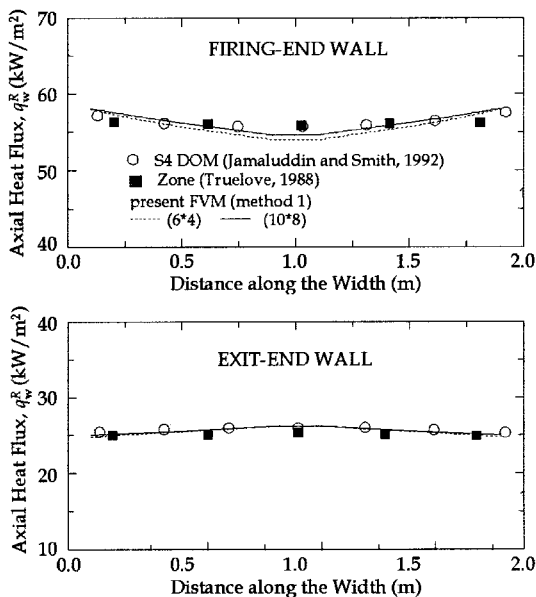 70
60
50
40
Axial Heat Flux, q_w^R (kW/m²)
FIRING-END WALL
S4 DOM (Jamaluddin and Smith, 1992)
Zone (Truelove, 1988)
present FVM (method 1)
(6*4) (10*8)
0.0 0.5 1.0 1.5 2.0
Distance along the Width (m)
40
30
20
10
Axial Heat Flux, q_w^R (kW/m²)
EXIT-END WALL
0.0 0.5 1.0 1.5 2.0
Distance along the Width (m)